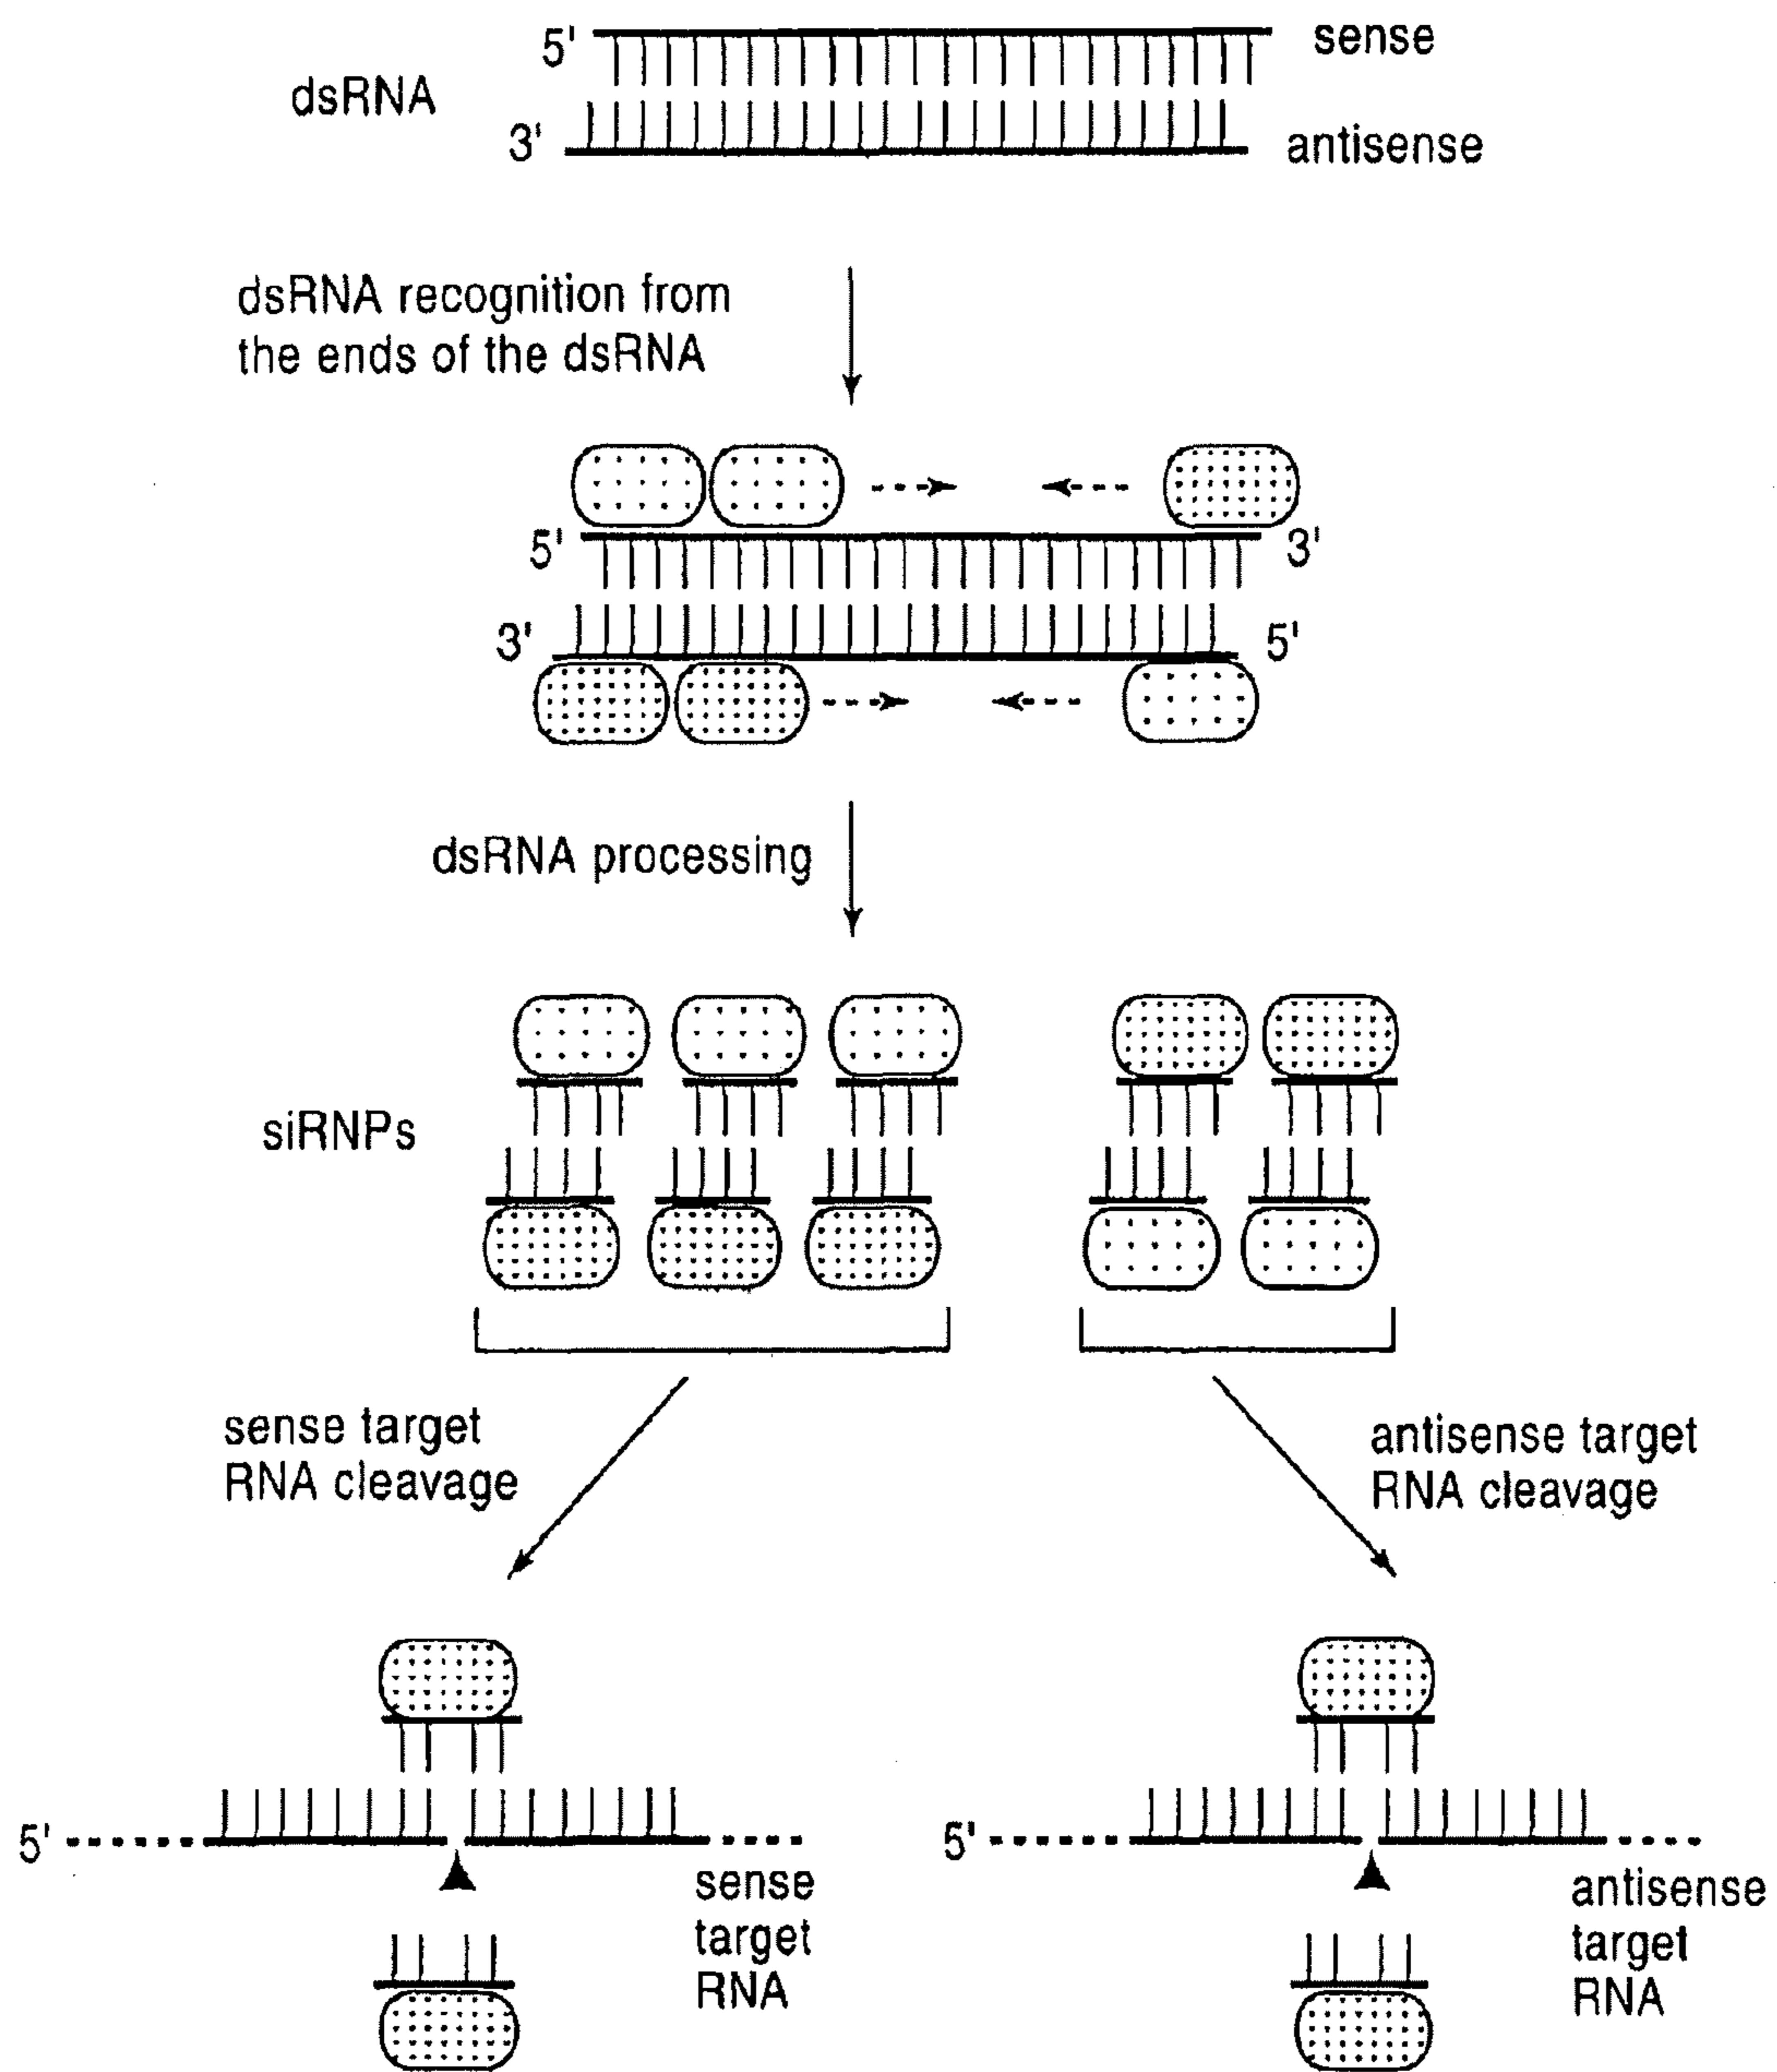 5' sense
dsRNA
3' antisense
dsRNA recognition from
the ends of the dsRNA
5' 3'
3' 5'
dsRNA processing
siRNPs
sense target
RNA cleavage
antisense target
RNA cleavage
5'
sense
target
RNA
5'
antisense
target
RNA